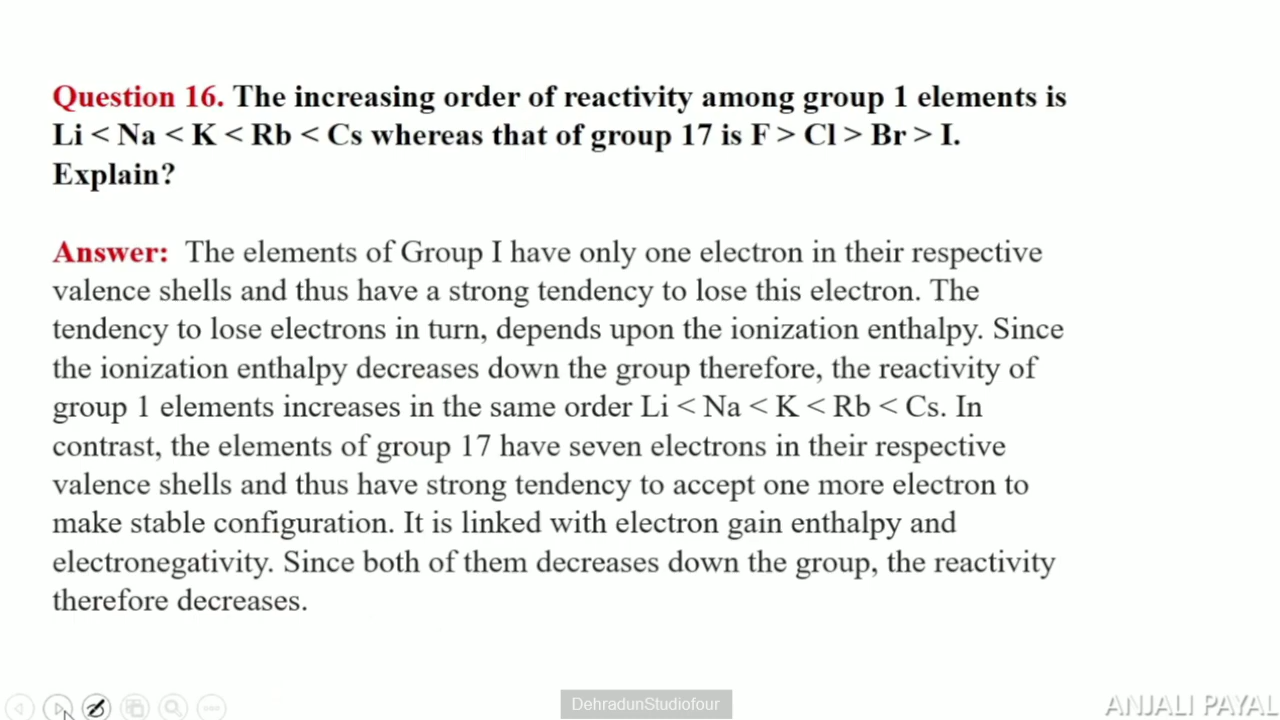 Question 16. The increasing order of reactivity among group 1 elements is
Li < Na < K < Rb < Cs whereas that of group 17 is F > Cl > Br > I.
Explain?
Answer: The elements of Group I have only one electron in their respective
valence shells and thus have a strong tendency to lose this electron. The
tendency to lose electrons in turn, depends upon the ionization enthalpy. Since
the ionization enthalpy decreases down the group therefore, the reactivity of
group 1 elements increases in the same order Li < Na < K < Rb < Cs. In
contrast, the elements of group 17 have seven electrons in their respective
valence shells and thus have strong tendency to accept one more electron to
make stable configuration. It is linked with electron gain enthalpy and
electronegativity. Since both of them decreases down the group, the reactivity
therefore decreases.
DehradunStudiofour
ANJALI PAYAL